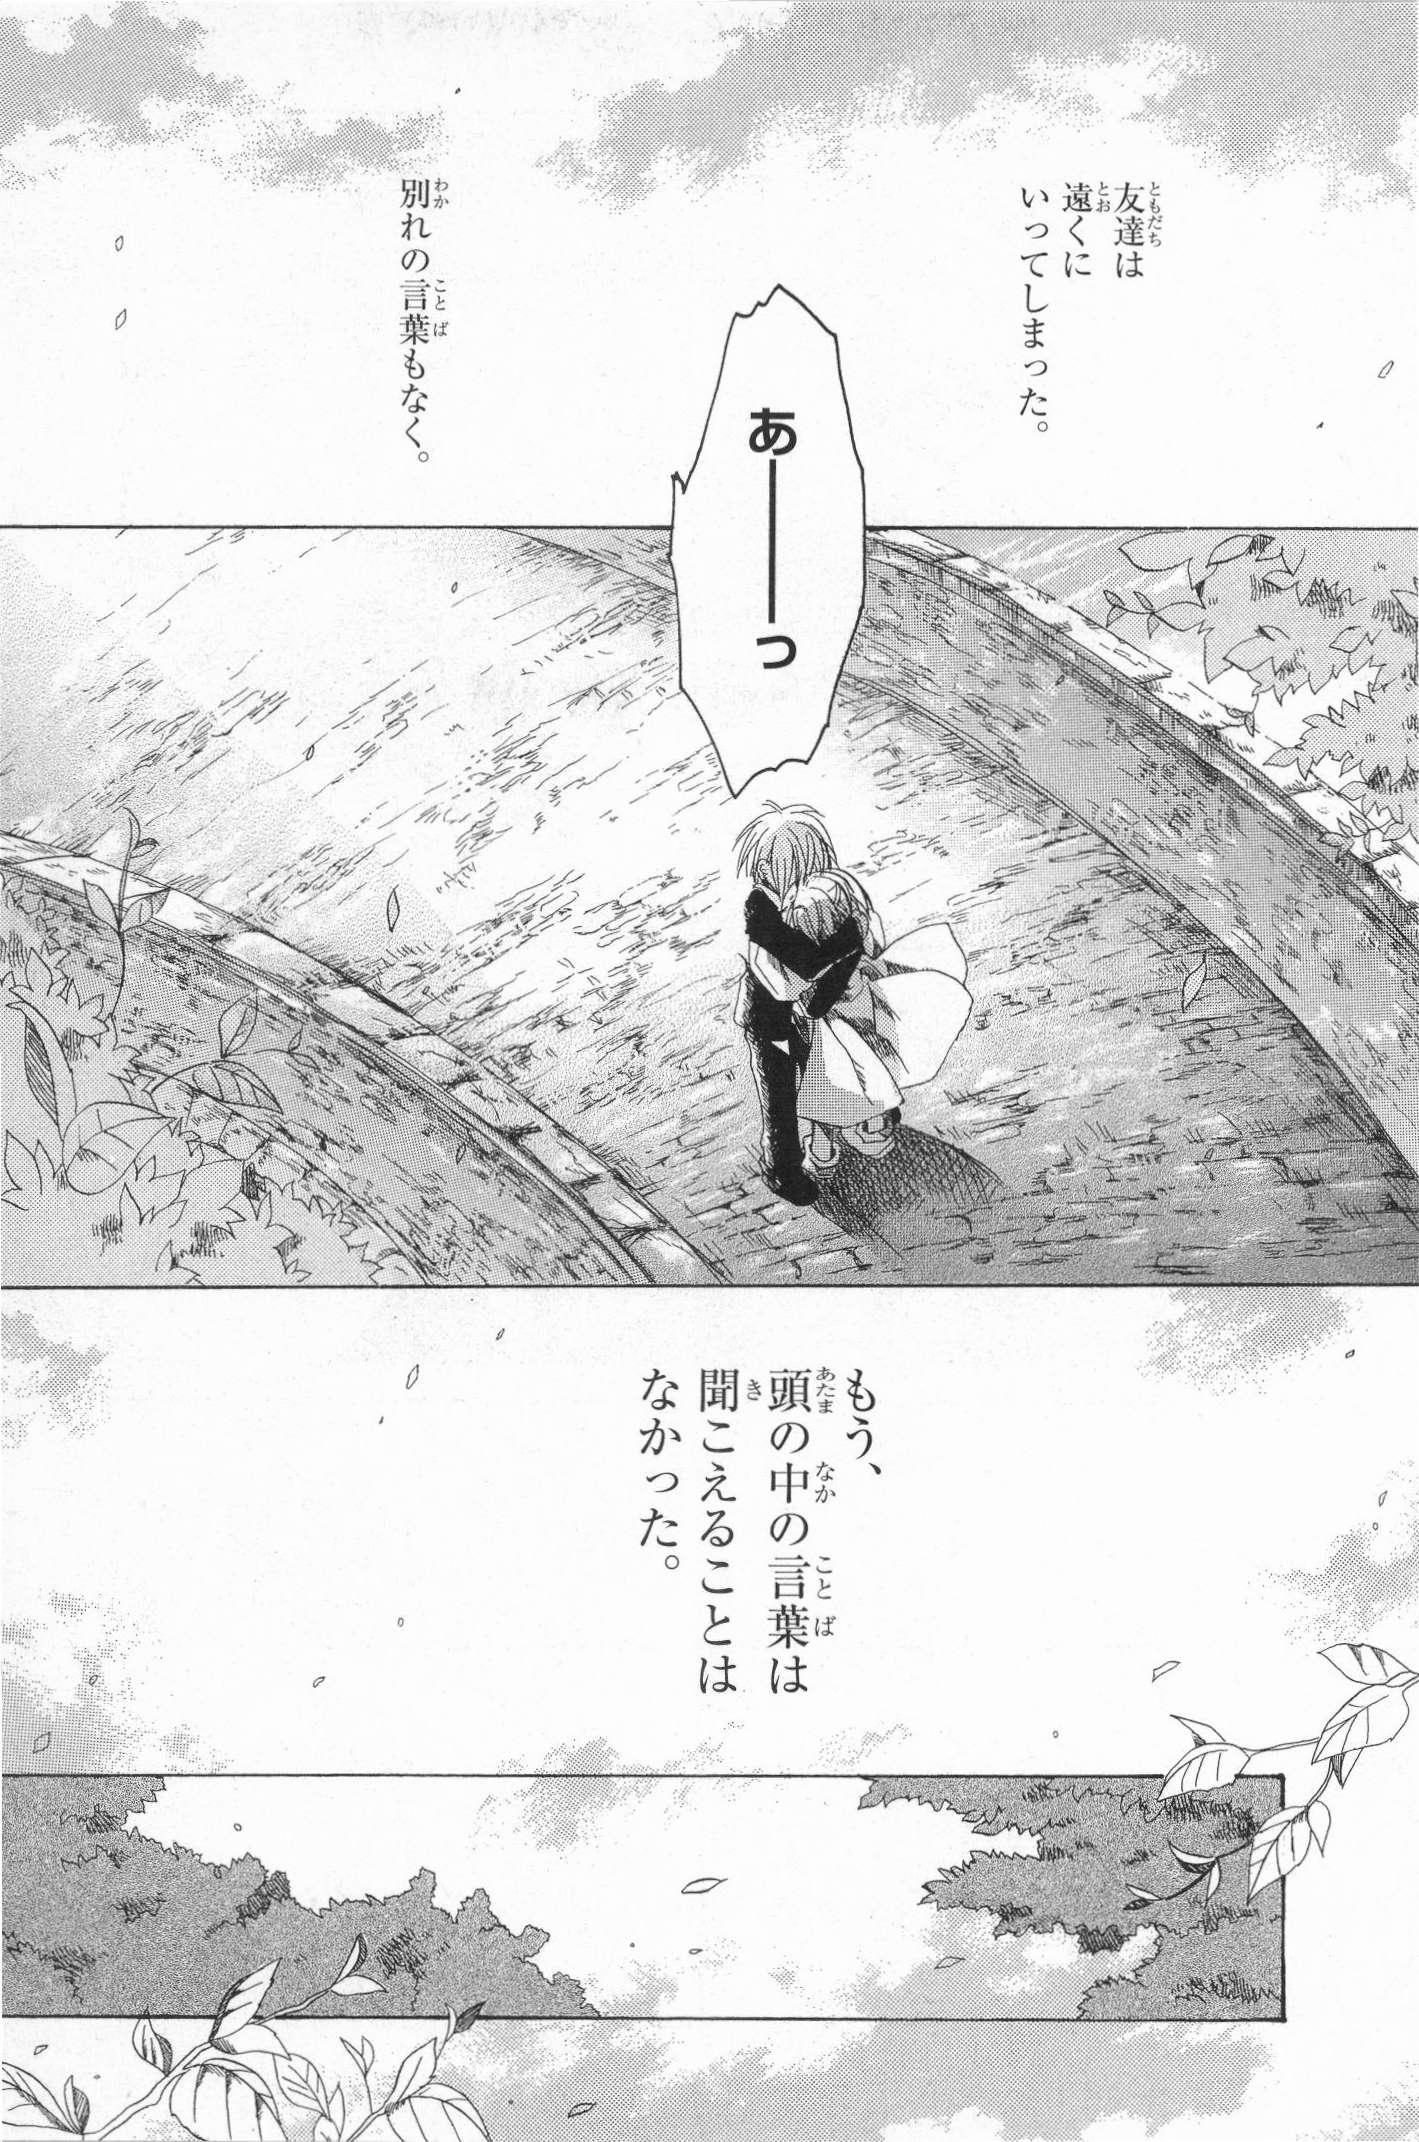 友達は
遠くに
いってしまった。
別れの言葉もなく。
あ――っ
もう、
頭の中の言葉は
聞こえることは
なかった。